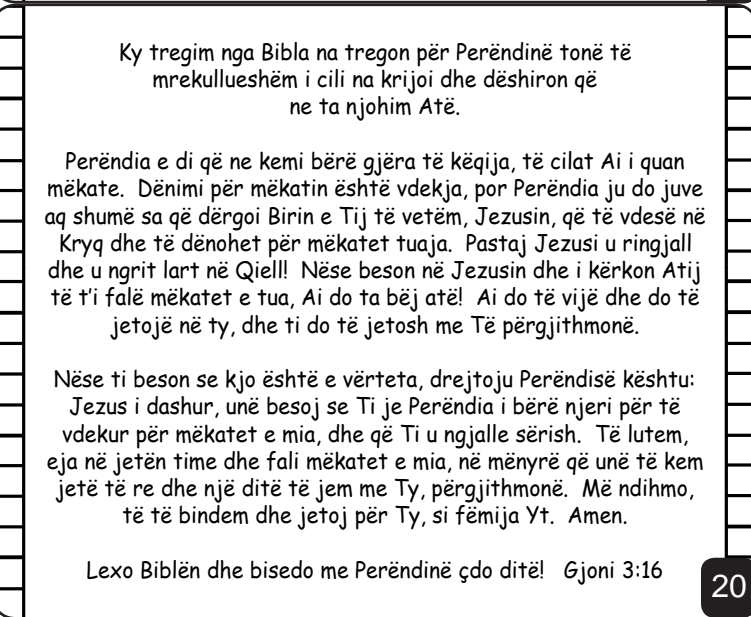 Ky tregim nga Bibla na tregon për Perëndinë tonë të
mrekullueshëm i cili na krijoi dhe dëshiron që
ne ta njohim Atë.
Perëndia e di që ne kemi bërë gjëra të këqija, të cilat Ai i quan
mëkate. Dënimi për mëkatin është vdekja, por Perëndia ju do juve
aq shumë sa që dërgoi Birin e Tij të vetëm, Jezusin, që të vdesë në
Kryq dhe të dënohet për mëkatet tuaja. Pastaj Jezusi u ringjall
dhe u ngrit lart në Qiell! Nëse beson në Jezusin dhe i kërkon Atij
të t'i falë mëkatet e tua, Ai do ta bëj atë! Ai do të vijë dhe do të
jetojë në ty, dhe ti do të jetosh me Të përgjithmonë.
Nëse ti beson se kjo është e vërteta, drejtoju Perëndisë kështu:
Jezus i dashur, unë besoj se Ti je Perëndia i bërë njeri për të
vdekur për mëkatet e mia, dhe që Ti u ngjalle sërish. Të lutem,
eja në jetën time dhe fali mëkatet e mia, në mënyrë që unë të kem
jetë të re dhe një ditë të jem me Ty, përgjithmonë. Më ndihmo,
të të bindem dhe jetoj për Ty, si fëmija Yt. Amen.
Lexo Biblën dhe bisedo me Perëndinë çdo ditë! Gjoni 3:16
20